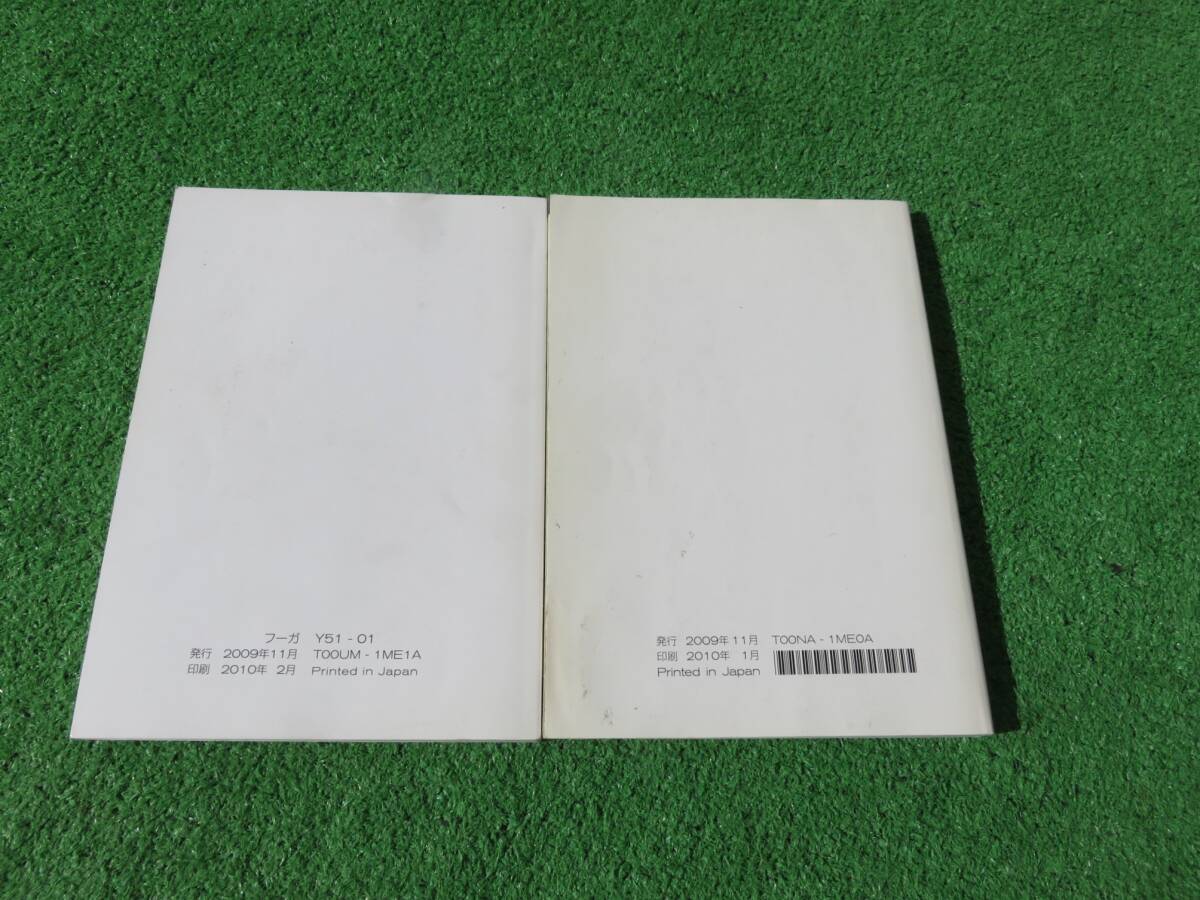 フーガ Y51 - 01
発行 2009年11月 T00UM - 1ME1A
印刷 2010年 2月 Printed in Japan
発行 2009年11月 T00NA - 1ME0A
印刷 2010年 1月
Printed in Japan